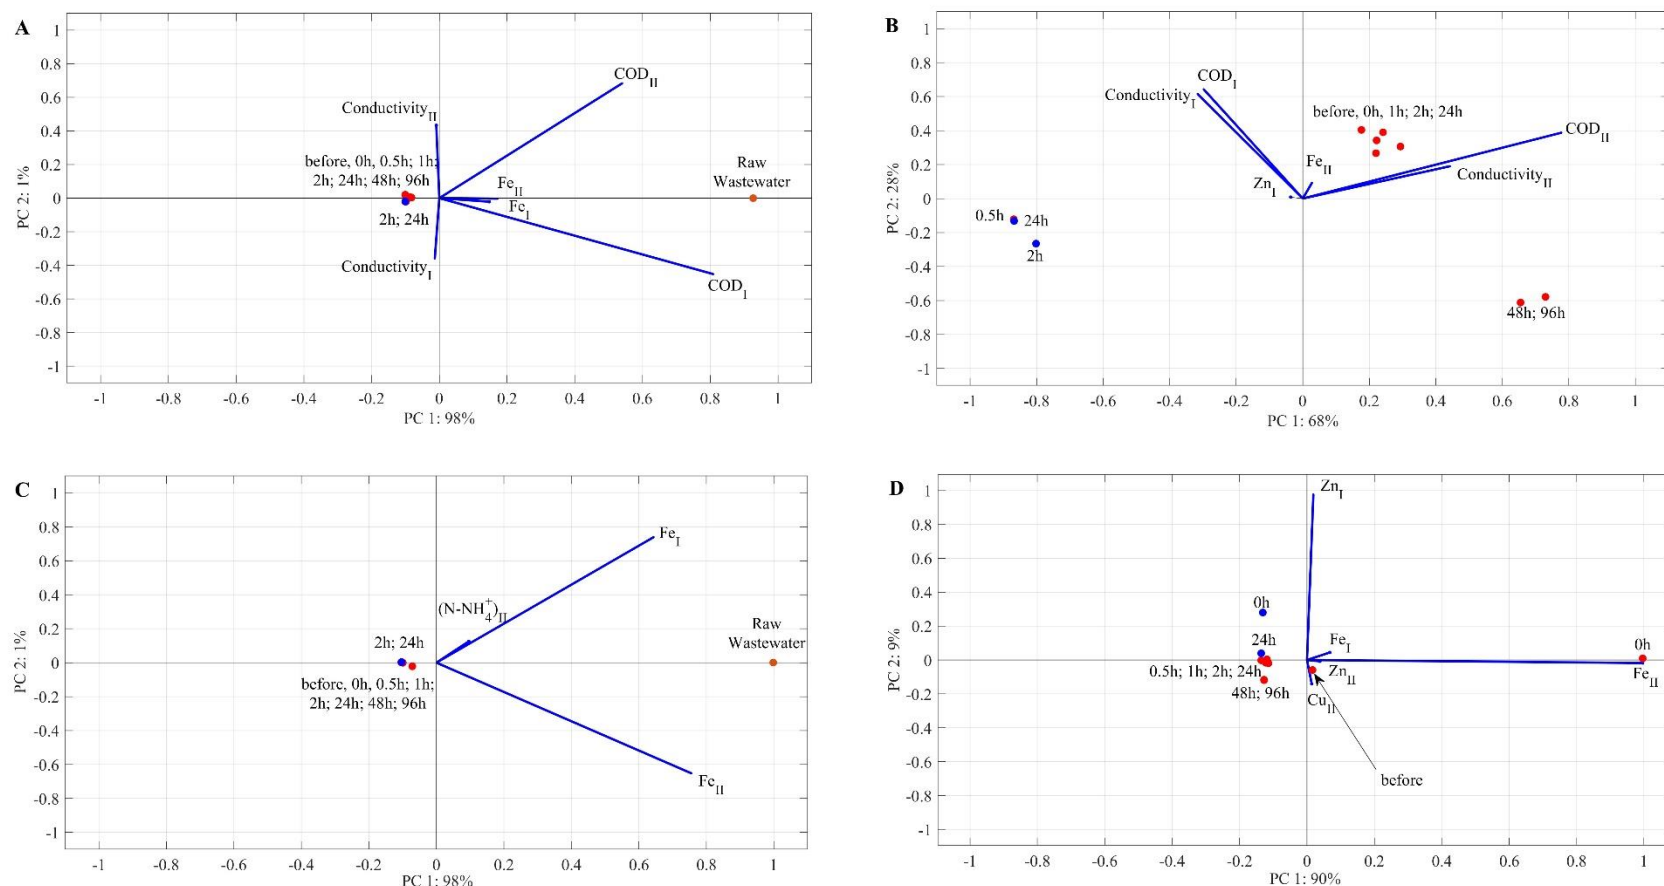 A
1
0.8
0.6
0.4
0.2
0
-0.2
-0.4
-0.6
-0.8
-1
PC 2: 1%
COD_II
Conductivity_II
before, 0h, 0.5h; 1h;
2h; 24h; 48h; 96h
2h; 24h
Fe_II
Fe_I
Raw
Wastewater
Conductivity_I
COD_I
-1 -0.8 -0.6 -0.4 -0.2 0 0.2 0.4 0.6 0.8 1
PC 1: 98%
B
1
0.8
0.6
0.4
0.2
0
-0.2
-0.4
-0.6
-0.8
-1
PC 2: 28%
COD_I
Conductivity_I
before, 0h, 1h; 2h; 24h
COD_II
Fe_II
Zn_I
Conductivity_II
0.5h
24h
2h
48h; 96h
-1 -0.8 -0.6 -0.4 -0.2 0 0.2 0.4 0.6 0.8 1
PC 1: 68%
C
1
0.8
0.6
0.4
0.2
0
-0.2
-0.4
-0.6
-0.8
-1
PC 2: 1%
Fe_I
(N-NH₄⁺)_II
2h; 24h
Raw
Wastewater
before, 0h, 0.5h; 1h;
2h; 24h; 48h; 96h
Fe_II
-1 -0.8 -0.6 -0.4 -0.2 0 0.2 0.4 0.6 0.8 1
PC 1: 98%
D
1
0.8
0.6
0.4
0.2
0
-0.2
-0.4
-0.6
-0.8
-1
PC 2: 9%
Zn_I
0h
24h
Fe_I
0h
0.5h; 1h; 2h; 24h
Zn_II
Fe_II
48h; 96h
Cu_II
before
-1 -0.8 -0.6 -0.4 -0.2 0 0.2 0.4 0.6 0.8 1
PC 1: 90%